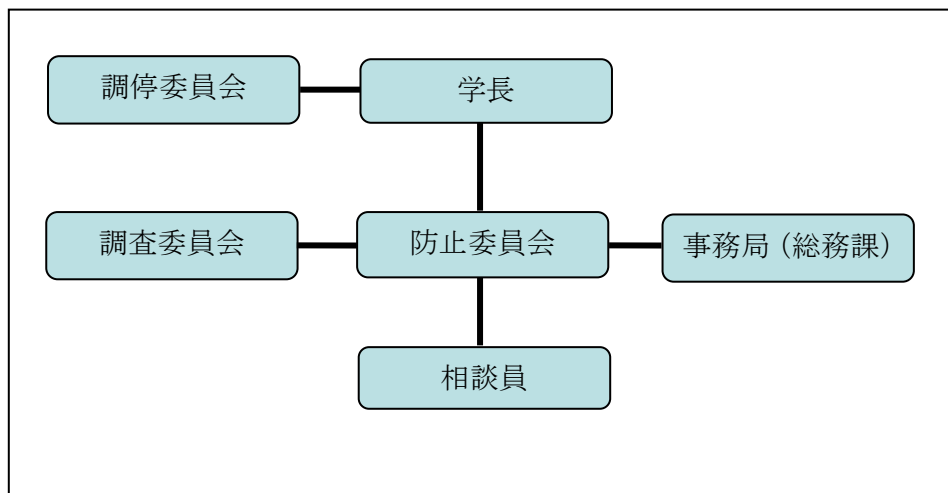 調停委員会
学長
調査委員会
防止委員会
事務局（総務課）
相談員